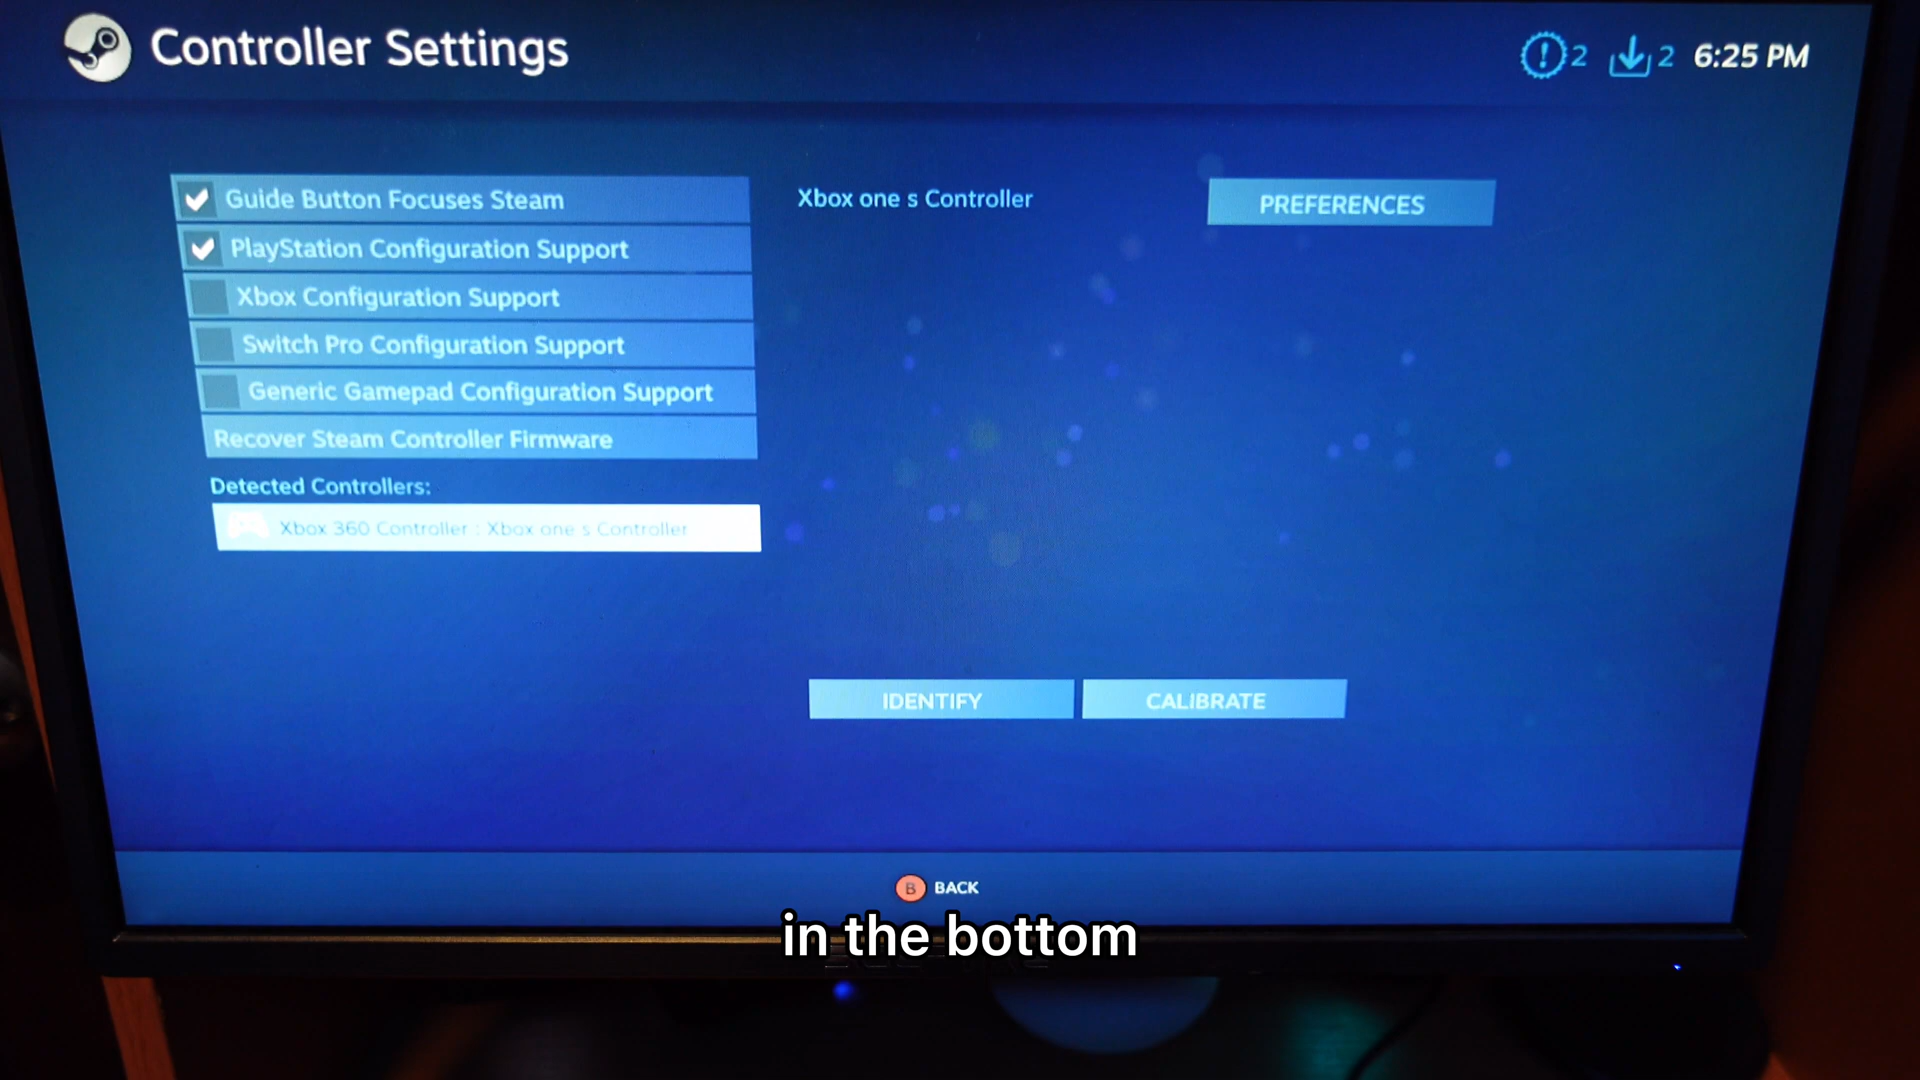 Controller Settings
2 2 6:25 PM
Guide Button Focuses Steam
PlayStation Configuration Support
Xbox Configuration Support
Switch Pro Configuration Support
Generic Gamepad Configuration Support
Recover Steam Controller Firmware
Detected Controllers:
Xbox 360 Controller : Xbox one s Controller
Xbox one s Controller
PREFERENCES
IDENTIFY
CALIBRATE
B BACK
in the bottom